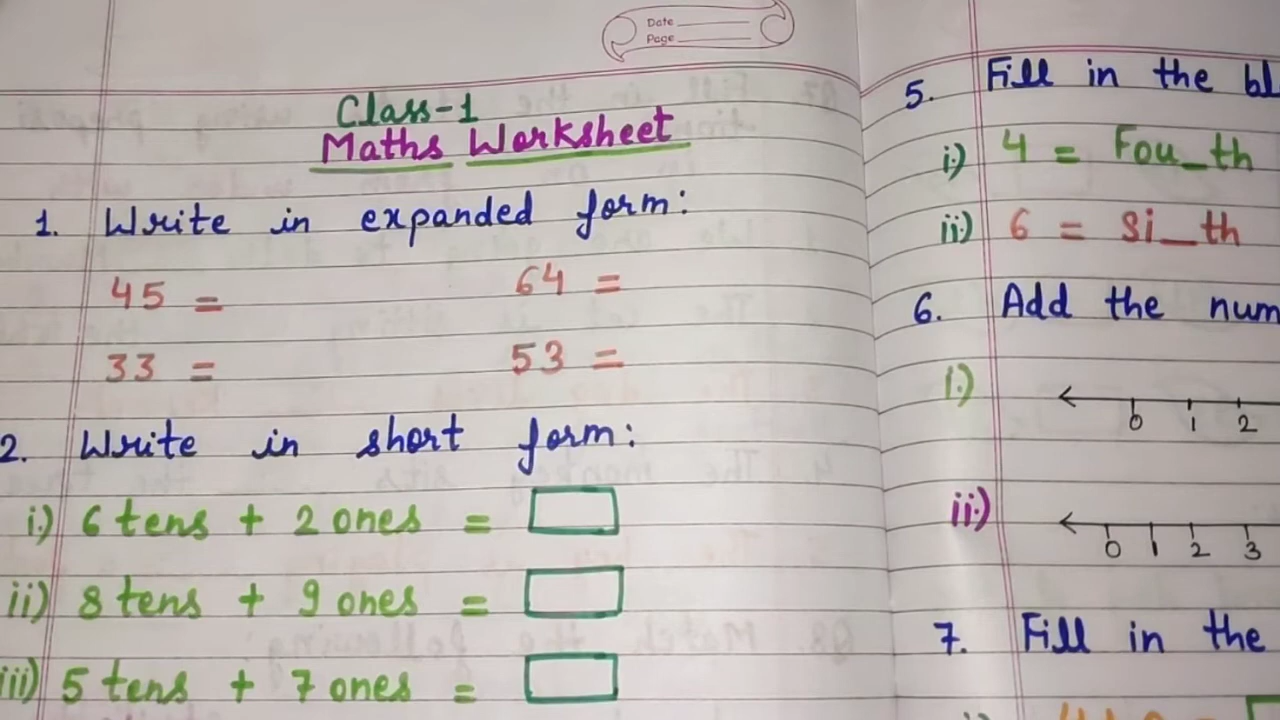 Date
Page
Class-1
Maths Worksheet
1. Write in expanded form:
45 = 64 =
33 = 53 =
2. Write in short form:
i) 6 tens + 2 ones =
ii) 8 tens + 9 ones =
iii) 5 tens + 7 ones =
5. Fill in the bl
i) 4 = Fou_th
ii) 6 = Si_th
6. Add the num
i)
0 1 2
ii)
0 1 2 3
7. Fill in the